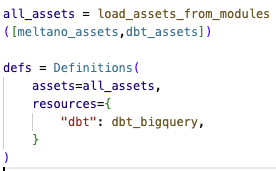 all_assets = load_assets_from_modules
([meltano_assets,dbt_assets])

defs = Definitions(
    assets=all_assets,
    resources={
        "dbt": dbt_bigquery,
    }
)